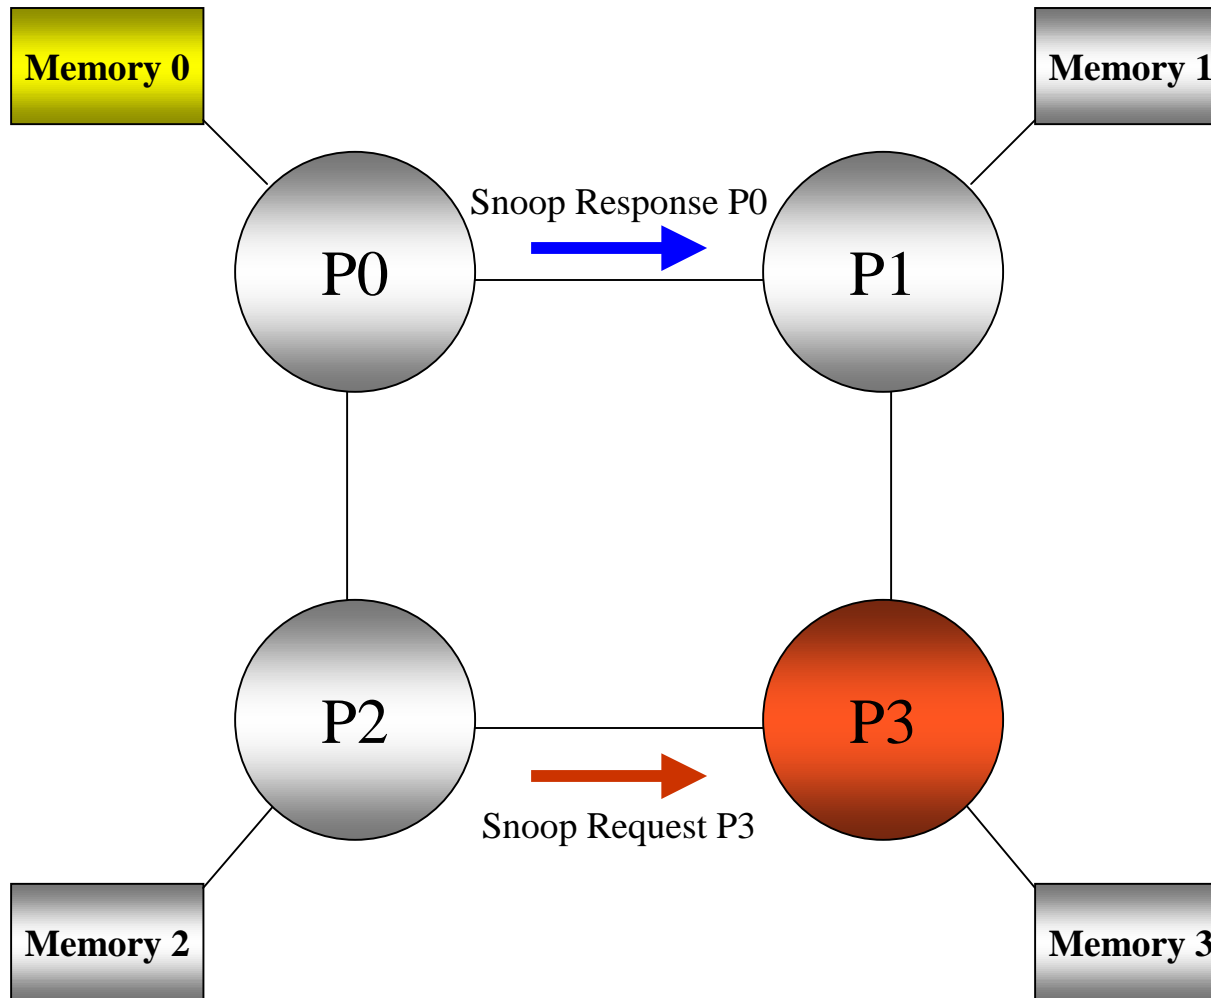 Memory 0
Memory 1
Snoop Response P0
P0
P1
P2
P3
Snoop Request P3
Memory 2
Memory 3